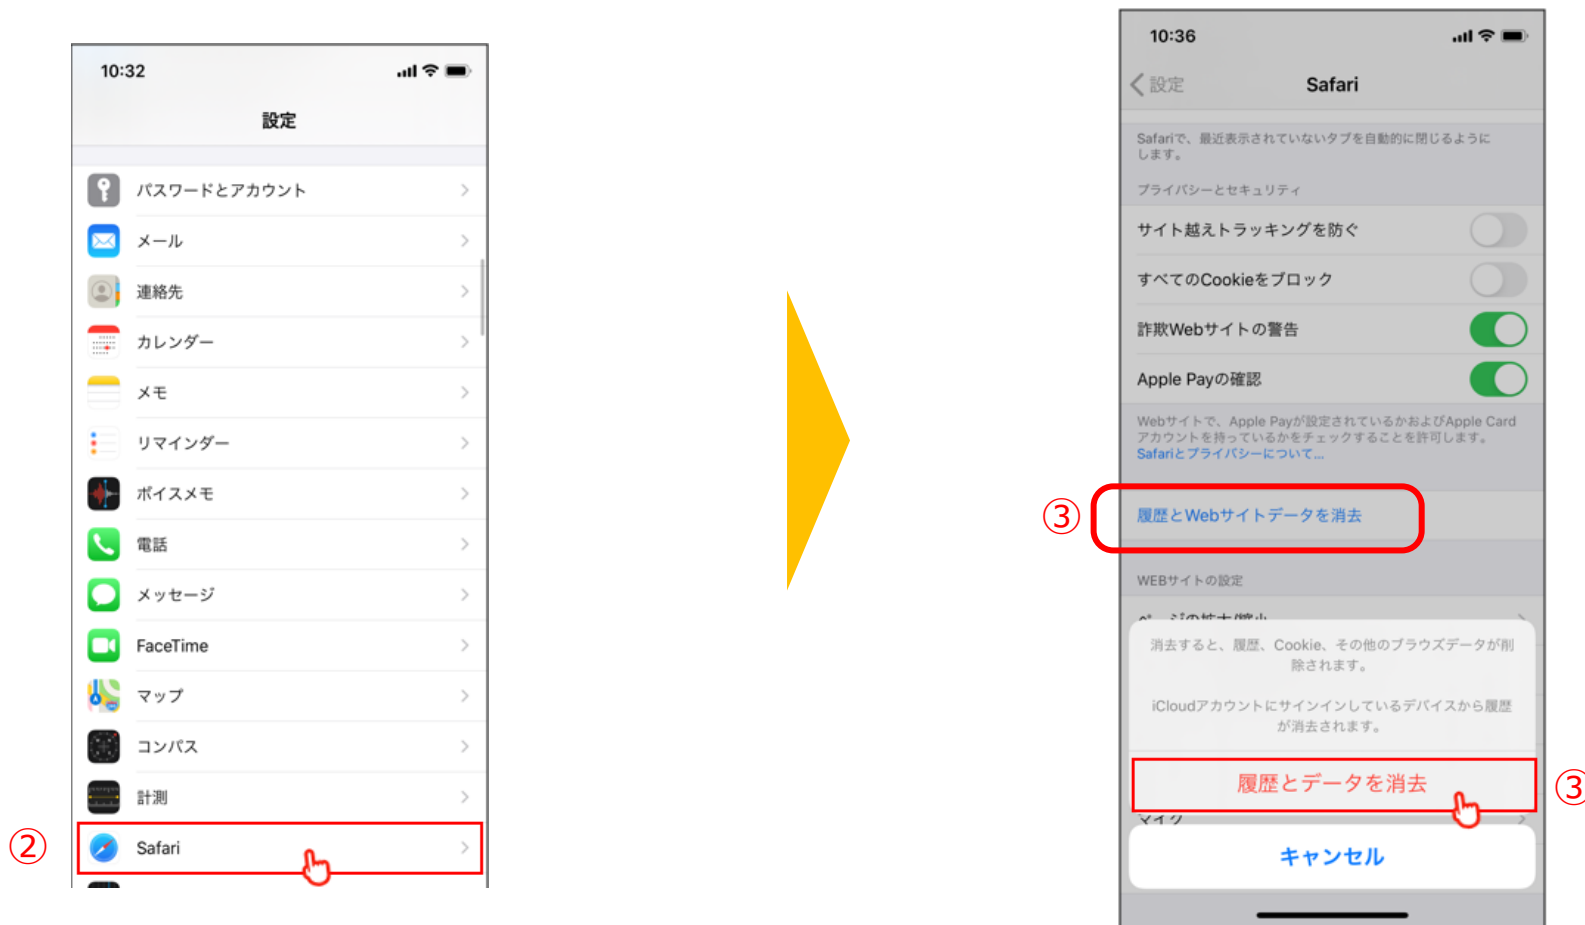 10:32
設定
パスワードとアカウント
メール
連絡先
カレンダー
メモ
リマインダー
ボイスメモ
電話
メッセージ
FaceTime
マップ
コンパス
計測
②
Safari
10:36
設定
Safari
Safariで、最近表示されていないタブを自動的に閉じるように
します。
プライバシーとセキュリティ
サイト越えトラッキングを防ぐ
すべてのCookieをブロック
詐欺Webサイトの警告
Apple Payの確認
Webサイトで、Apple Payが設定されているかおよびApple Card
アカウントを持っているかをチェックすることを許可します。
Safariとプライバシーについて...
③
履歴とWebサイトデータを消去
WEBサイトの設定
ページの拡大/縮小
消去すると、履歴、Cookie、その他のブラウズデータが削
除されます。
iCloudアカウントにサインインしているデバイスから履歴
が消去されます。
履歴とデータを消去
③
マイク
キャンセル